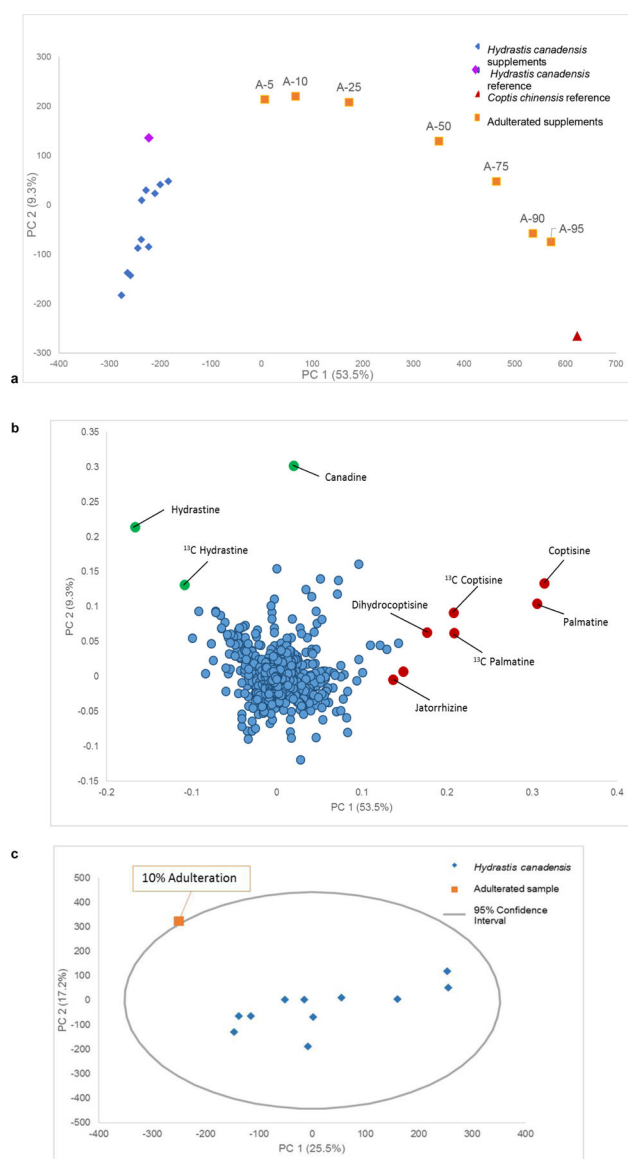 300
200
100
0
-100
-200
-300
PC 2 (9.3%)
A-5
A-10
A-25
A-50
A-75
A-90
A-95
Hydrastis canadensis
supplements
Hydrastis canadensis
reference
Coptis chinensis reference
Adulterated supplements
-400 -300 -200 -100 0 100 200 300 400 500 600 700
PC 1 (53.5%)
a
b
0.35
0.3
0.25
0.2
0.15
0.1
0.05
0
-0.05
-0.1
-0.15
PC 2 (9.3%)
Canadine
Hydrastine
13C Hydrastine
Coptisine
13C Coptisine
Dihydrocoptisine
Palmatine
13C Palmatine
Jatorrhizine
-0.2 -0.1 0 0.1 0.2 0.3 0.4
PC 1 (53.5%)
c
500
400
300
200
100
0
-100
-200
-300
-400
-500
PC 2 (17.2%)
10% Adulteration
Hydrastis canadensis
Adulterated sample
95% Confidence
Interval
-400 -300 -200 -100 0 100 200 300 400
PC 1 (25.5%)